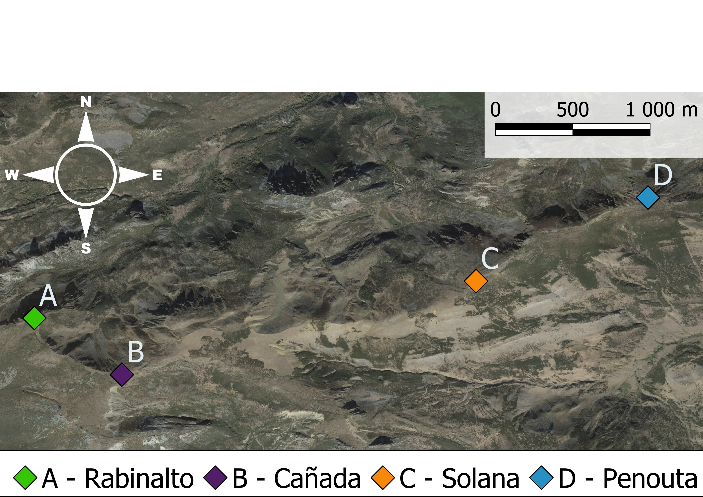 N
W E
S
0 500 1 000 m
D
C
A
B
A - Rabinalto B - Cañada C - Solana D - Penouta